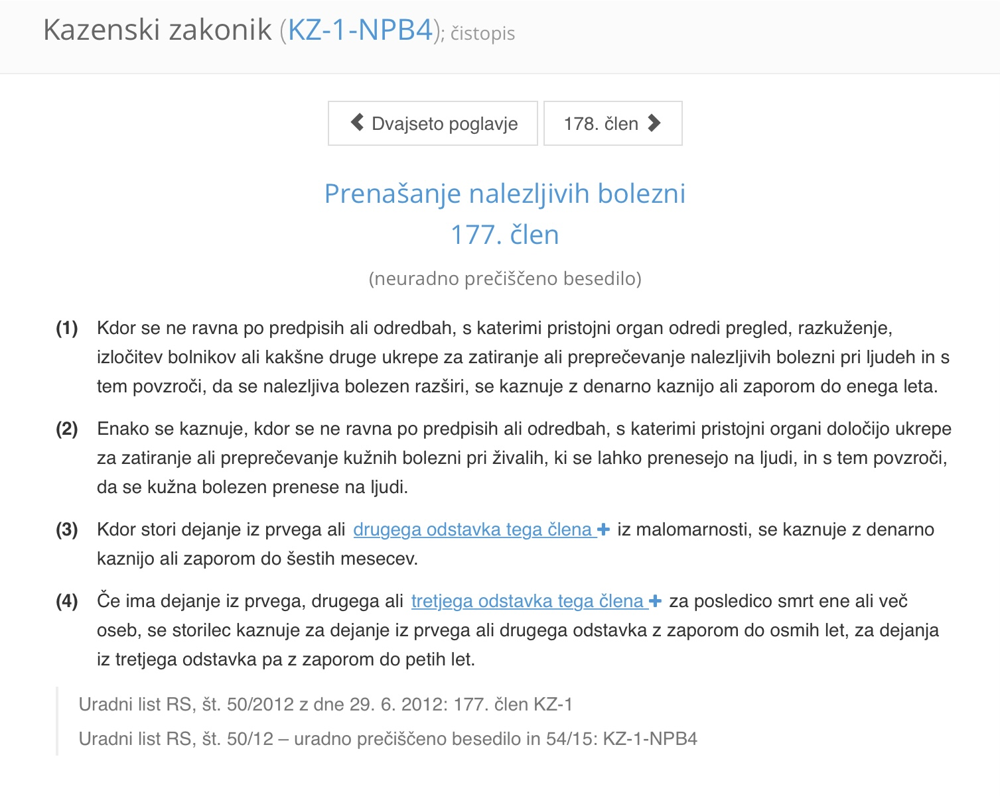 Kazenski zakonik (KZ-1-NPB4); čistopis
Dvajseto poglavje
178. člen
Prenašanje nalezljivih bolezni
177. člen
(neuradno prečiščeno besedilo)
(1) Kdor se ne ravna po predpisih ali odredbah, s katerimi pristojni organ odredi pregled, razkuženje,
izločitev bolnikov ali kakšne druge ukrepe za zatiranje ali preprečevanje nalezljivih bolezni pri ljudeh in s
tem povzroči, da se nalezljiva bolezen razširi, se kaznuje z denarno kaznijo ali zaporom do enega leta.
(2) Enako se kaznuje, kdor se ne ravna po predpisih ali odredbah, s katerimi pristojni organi določijo ukrepe
za zatiranje ali preprečevanje kužnih bolezni pri živalih, ki se lahko prenesejo na ljudi, in s tem povzroči,
da se kužna bolezen prenese na ljudi.
(3) Kdor stori dejanje iz prvega ali drugega odstavka tega člena + iz malomarnosti, se kaznuje z denarno
kaznijo ali zaporom do šestih mesecev.
(4) Če ima dejanje iz prvega, drugega ali tretjega odstavka tega člena + za posledico smrt ene ali več
oseb, se storilec kaznuje za dejanje iz prvega ali drugega odstavka z zaporom do osmih let, za dejanja
iz tretjega odstavka pa z zaporom do petih let.
Uradni list RS, št. 50/2012 z dne 29. 6. 2012: 177. člen KZ-1
Uradni list RS, št. 50/12 – uradno prečiščeno besedilo in 54/15: KZ-1-NPB4